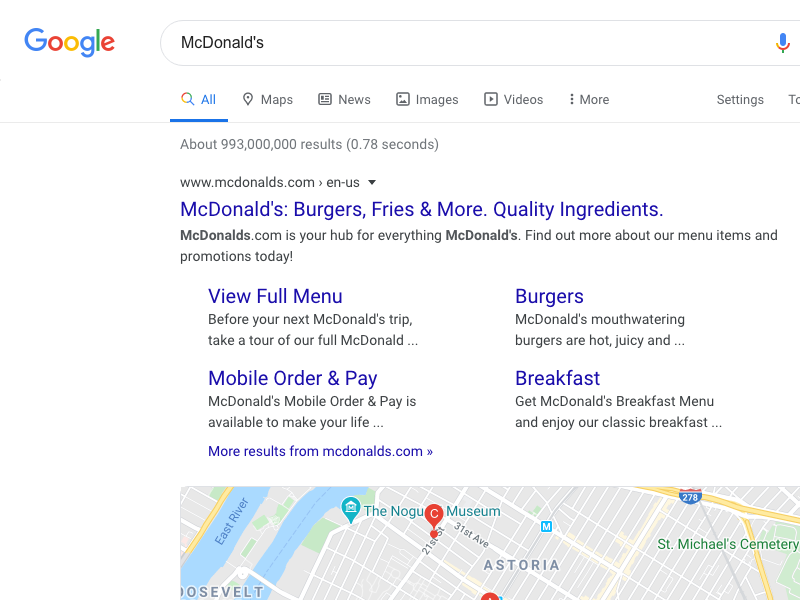 Google
McDonald's
All
Maps
News
Images
Videos
More
Settings
To
About 993,000,000 results (0.78 seconds)
www.mcdonalds.com › en-us
McDonald's: Burgers, Fries & More. Quality Ingredients.
McDonalds.com is your hub for everything McDonald's. Find out more about our menu items and
promotions today!
View Full Menu
Before your next McDonald's trip,
take a tour of our full McDonald ...
Burgers
McDonald's mouthwatering
burgers are hot, juicy and ...
Mobile Order & Pay
McDonald's Mobile Order & Pay is
available to make your life ...
Breakfast
Get McDonald's Breakfast Menu
and enjoy our classic breakfast ...
More results from mcdonalds.com »
278
The Nogu
C
Museum
East River
M
21st St
31st Ave
St. Michael's Cemetery
ASTORIA
OOSEVELT